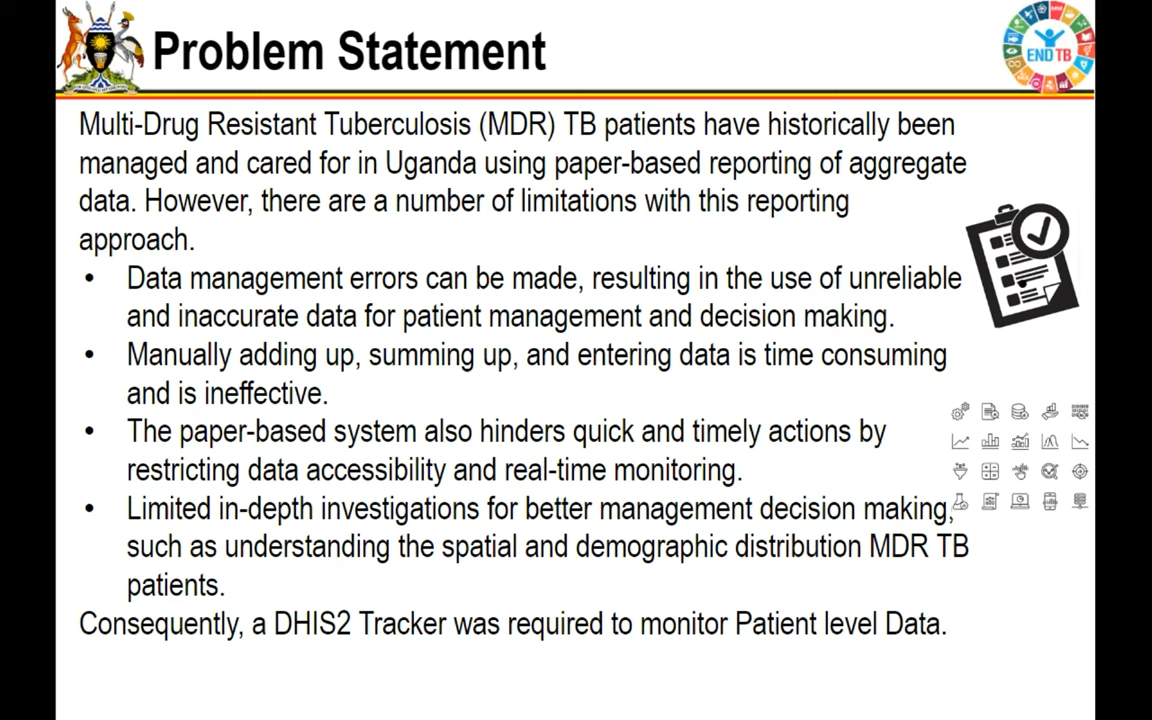 Problem Statement
END TB
Multi-Drug Resistant Tuberculosis (MDR) TB patients have historically been
managed and cared for in Uganda using paper-based reporting of aggregate
data. However, there are a number of limitations with this reporting
approach.
• Data management errors can be made, resulting in the use of unreliable
and inaccurate data for patient management and decision making.
• Manually adding up, summing up, and entering data is time consuming
and is ineffective.
• The paper-based system also hinders quick and timely actions by
restricting data accessibility and real-time monitoring.
• Limited in-depth investigations for better management decision making,
such as understanding the spatial and demographic distribution MDR TB
patients.
Consequently, a DHIS2 Tracker was required to monitor Patient level Data.